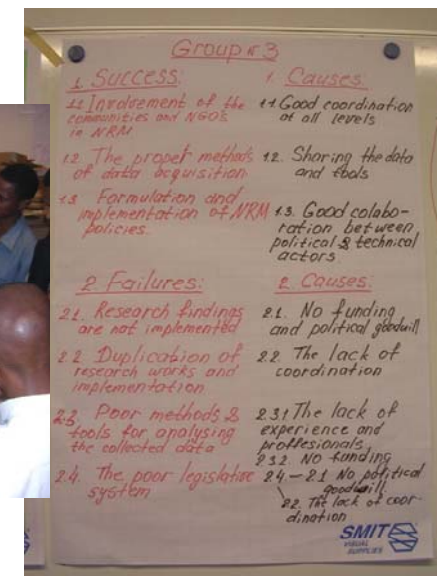 Group № 3
1. Success:
1.1 Involvement of the
communities and NGO's
in NRM
1.2. The proper methods
of data acquisition
1.3 Formulation and
implementation of NRM
policies.
1. Causes:
1.1 Good coordination
at all levels
1.2. Sharing the data
and tools
1.3. Good colabo-
ration between
political & technical
actors.
2. Failures:
2.1. Research findings
are not implemented
2.2 Duplication of
research works and
implementation
2.3. Poor methods &
tools for analysing
the collected data
2.4. The poor legislative
system
2. Causes:
2.1. No funding
and political goodwill
2.2. The lack of
coordination
2.3.1 The lack of
experience and
proffesionals,
2.3.2. No funding
2.4 – 2.1 No political
goodwill
2.2. The lack of coor-
dination
SMIT
VISUAL
SUPPLIES